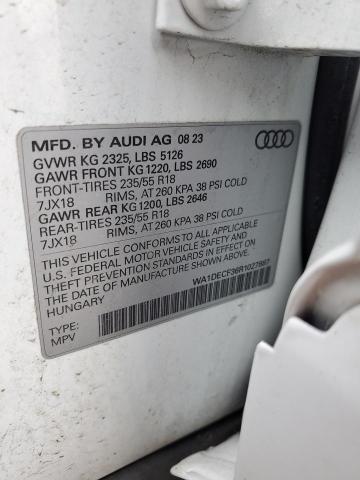 MFD. BY AUDI AG 08 23
GVWR KG 2325, LBS 5126
GAWR FRONT KG 1220, LBS 2690
FRONT-TIRES 235/55 R18
7JX18 RIMS, AT 260 KPA 38 PSI COLD
GAWR REAR KG 1200, LBS 2646
REAR-TIRES 235/55 R18
7JX18 RIMS, AT 260 KPA 38 PSI COLD
THIS VEHICLE CONFORMS TO ALL APPLICABLE
U.S. FEDERAL MOTOR VEHICLE SAFETY AND
THEFT PREVENTION STANDARDS IN EFFECT ON
THE DATE OF MANUFACTURE SHOWN ABOVE.
HUNGARY
WA1DECF36R1027887
TYPE:
MPV